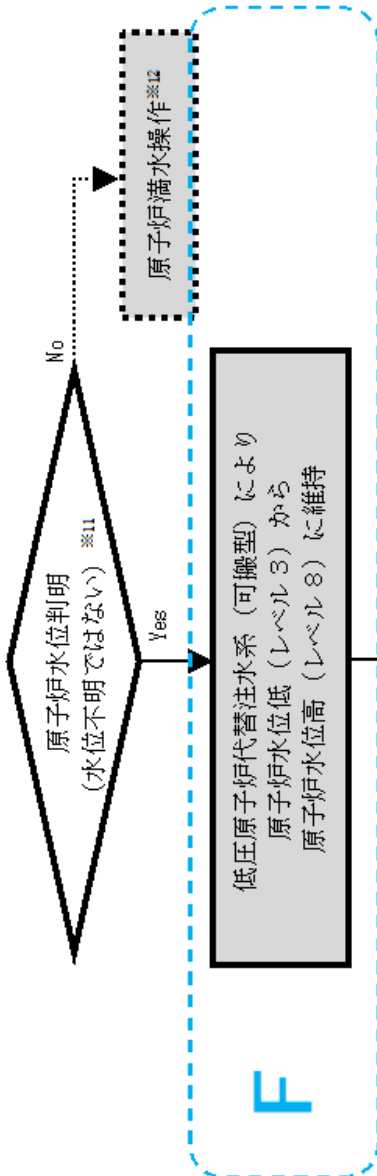 原子炉水位判明
(水位不明ではない) ※11
No
Yes
原子炉満水操作※12
低圧原子炉代替注水系（可搬型）により
原子炉水位低（レベル３）から
原子炉水位高（レベル８）に維持
F